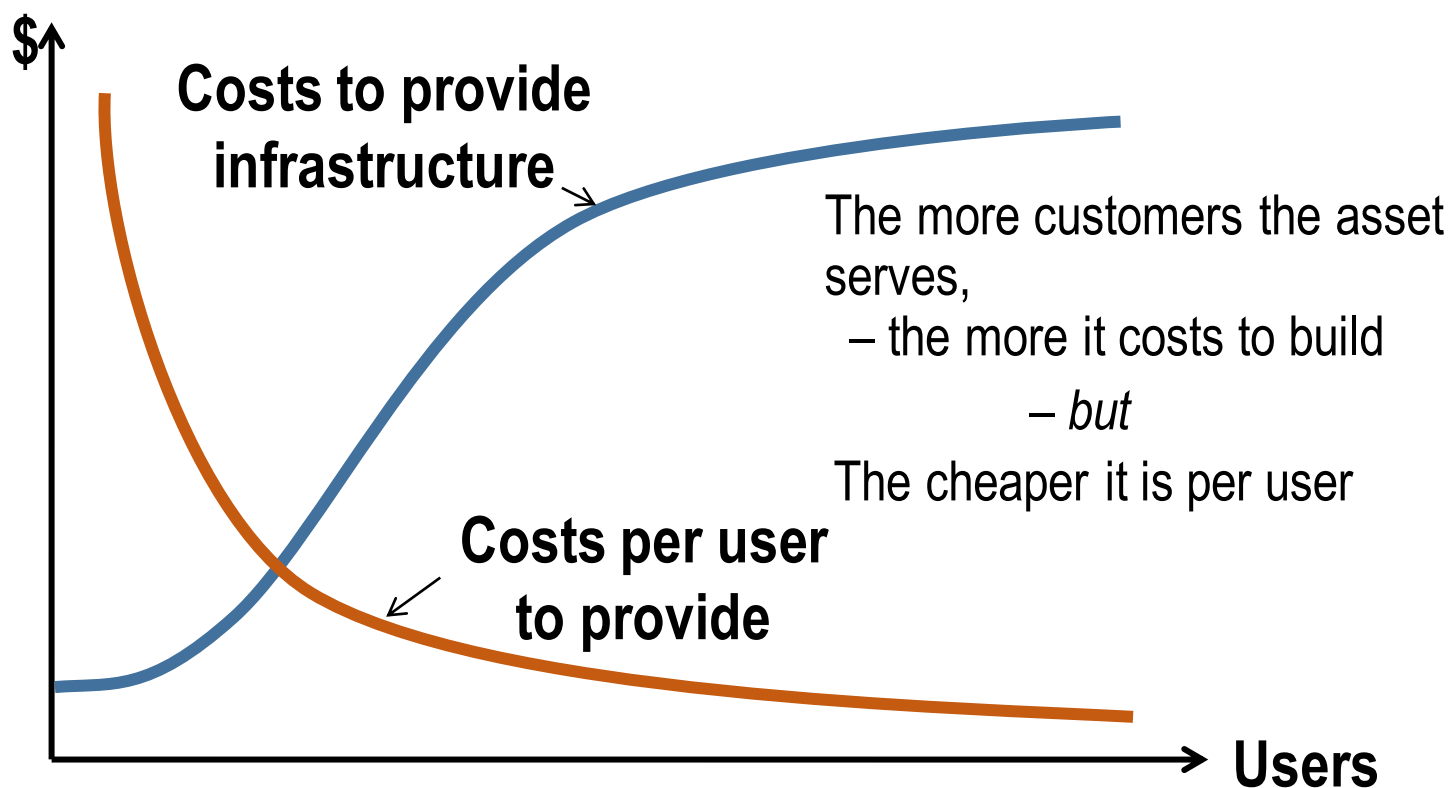 $
Costs to provide
infrastructure
The more customers the asset
serves,
– the more it costs to build
– but
The cheaper it is per user
Costs per user
to provide
Users